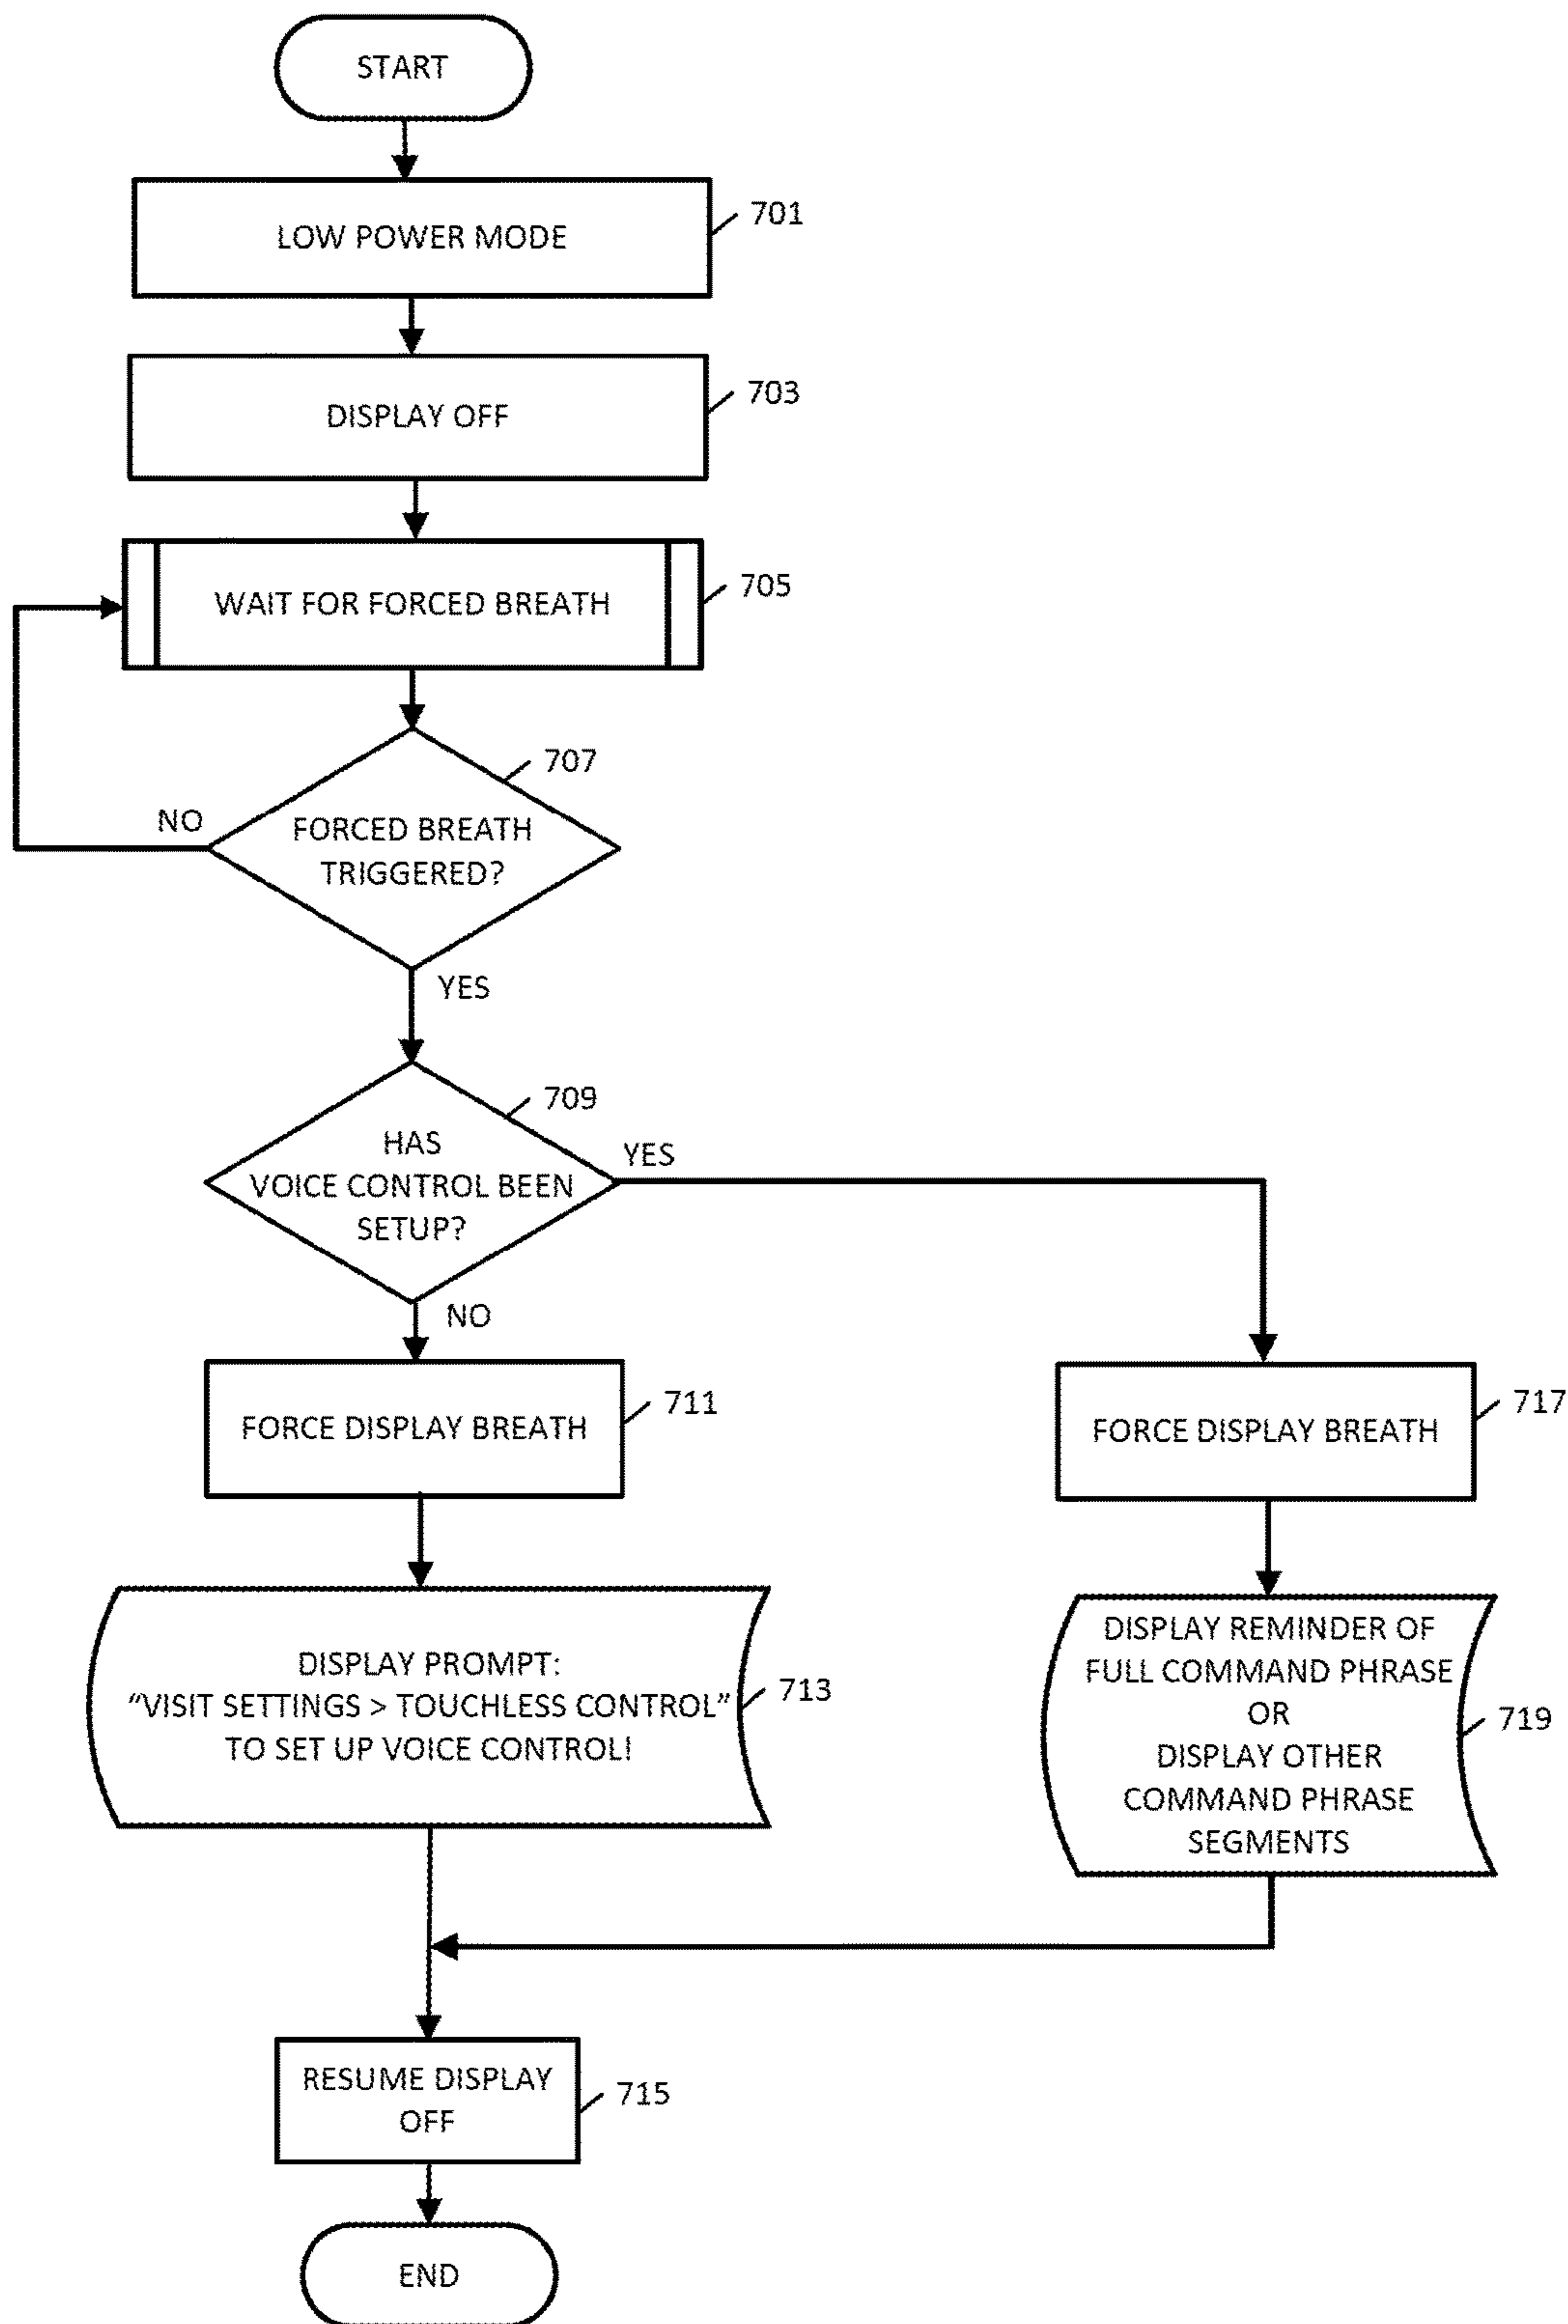 START
LOW POWER MODE
701
DISPLAY OFF
703
WAIT FOR FORCED BREATH
705
707
NO
FORCED BREATH
TRIGGERED?
YES
709
HAS
VOICE CONTROL BEEN
SETUP?
YES
NO
FORCE DISPLAY BREATH
711
FORCE DISPLAY BREATH
717
DISPLAY PROMPT:
“VISIT SETTINGS > TOUCHLESS CONTROL”
TO SET UP VOICE CONTROL!
713
DISPLAY REMINDER OF
FULL COMMAND PHRASE
OR
DISPLAY OTHER
COMMAND PHRASE
SEGMENTS
719
RESUME DISPLAY
OFF
715
END